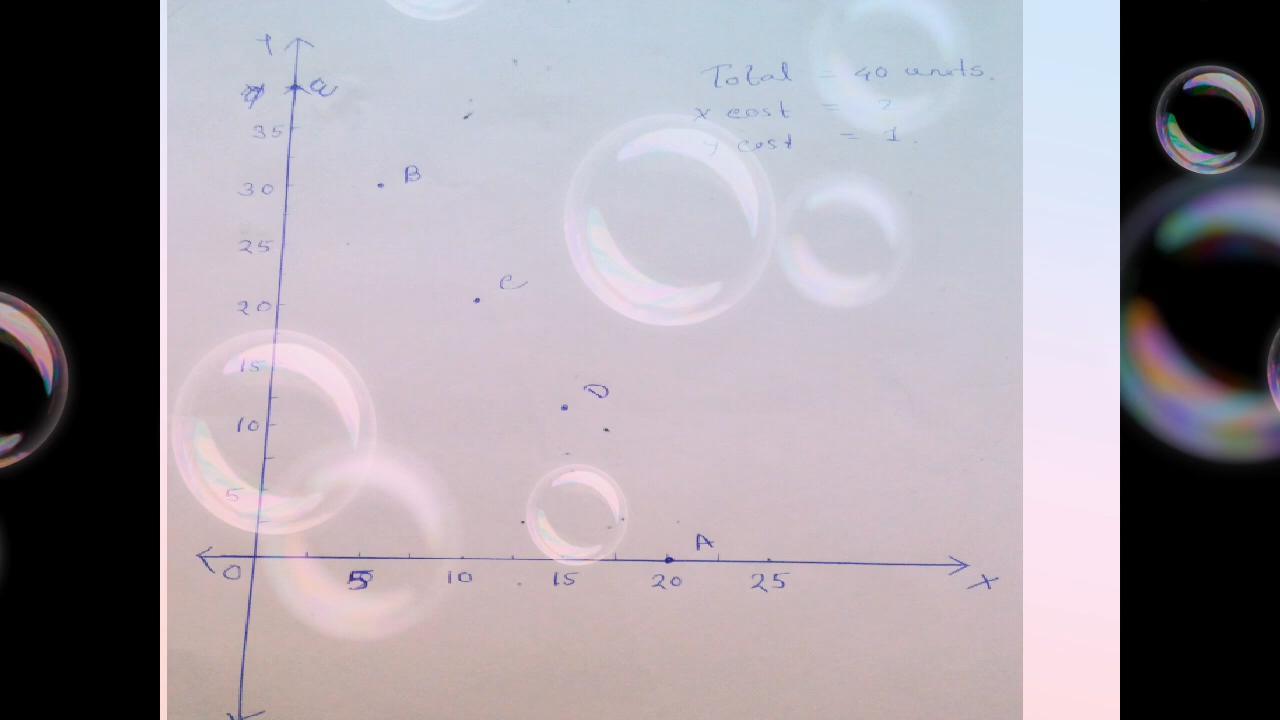 Y
Total = 40 units.
x cost = 2
y cost = 1.
35
30
B
25
C
20
15
D
10
5
A
0
5
10
15
20
25
X